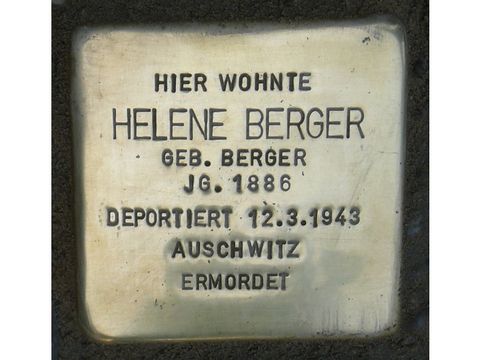 HIER WOHNTE
HELENE BERGER
GEB. BERGER
JG. 1886
DEPORTIERT 12.3.1943
AUSCHWITZ
ERMORDET